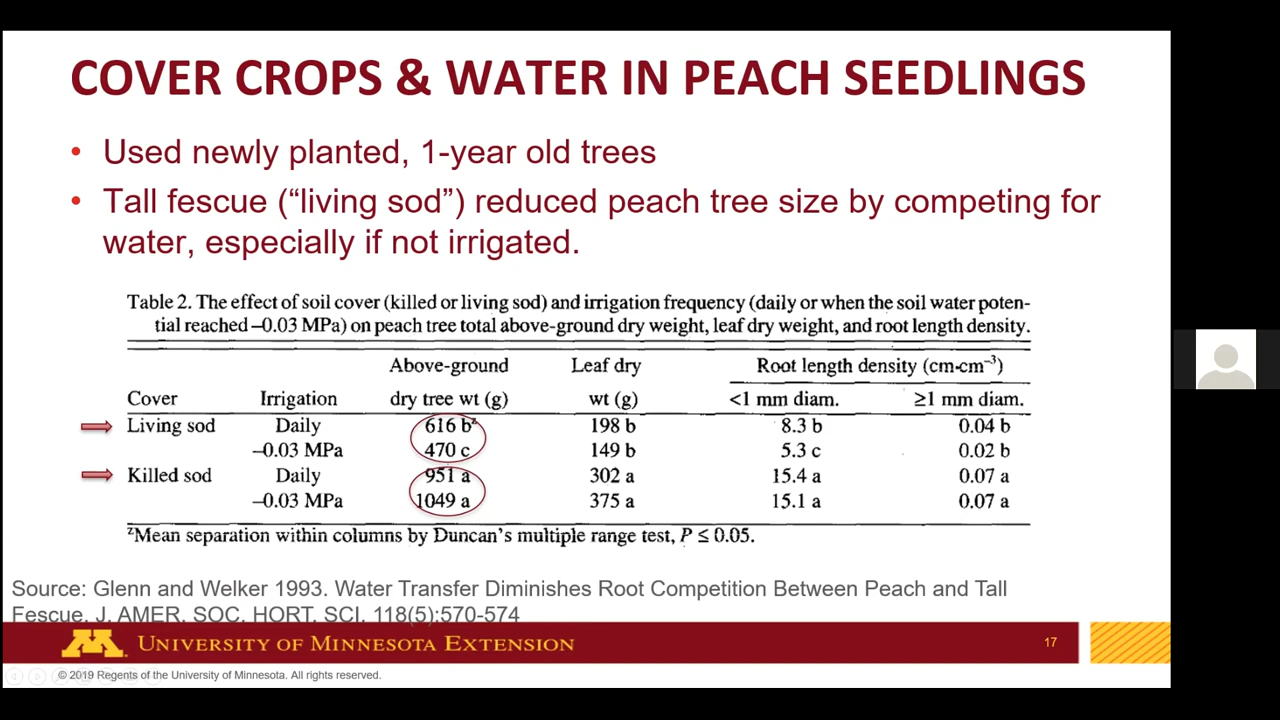 COVER CROPS & WATER IN PEACH SEEDLINGS
• Used newly planted, 1-year old trees
• Tall fescue (“living sod”) reduced peach tree size by competing for
water, especially if not irrigated.
Table 2. The effect of soil cover (killed or living sod) and irrigation frequency (daily or when the soil water poten-
tial reached –0.03 MPa) on peach tree total above-ground dry weight, leaf dry weight, and root length density.
Above-ground Leaf dry Root length density (cm·cm⁻³)
Cover Irrigation dry tree wt (g) wt (g) <1 mm diam. ≥1 mm diam.
Living sod Daily 616 bᶻ 198 b 8.3 b 0.04 b
–0.03 MPa 470 c 149 b 5.3 c 0.02 b
Killed sod Daily 951 a 302 a 15.4 a 0.07 a
–0.03 MPa 1049 a 375 a 15.1 a 0.07 a
ᶻMean separation within columns by Duncan’s multiple range test, P ≤ 0.05.
Source: Glenn and Welker 1993. Water Transfer Diminishes Root Competition Between Peach and Tall
Fescue. J. AMER. SOC. HORT. SCI. 118(5):570-574
M UNIVERSITY OF MINNESOTA EXTENSION 17
© 2019 Regents of the University of Minnesota. All rights reserved.